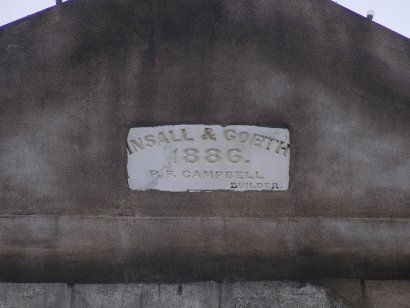 INSALL & GOETH
1886.
P. F. CAMPBELL
BUILDER.